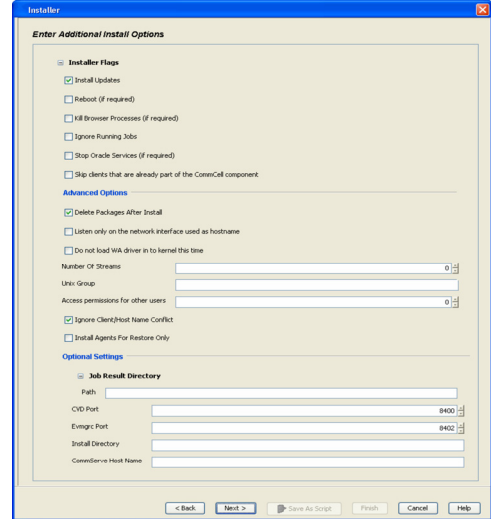 Installer
Enter Additional Install Options
Installer Flags
Install Updates
Reboot (if required)
Kill Browser Processes (if required)
Ignore Running Jobs
Stop Oracle Services (if required)
Skip clients that are already part of the CommCell component
Advanced Options
Delete Packages After Install
Listen only on the network interface used as hostname
Do not load WA driver in to kernel this time
Number Of Streams 0
Unix Group
Access permissions for other users 0
Ignore Client/Host Name Conflict
Install Agents For Restore Only
Optional Settings
Job Result Directory
Path
CVD Port 8400
Evmgrc Port 8402
Install Directory
CommServe Host Name
< Back Next > Save As Script Finish Cancel Help